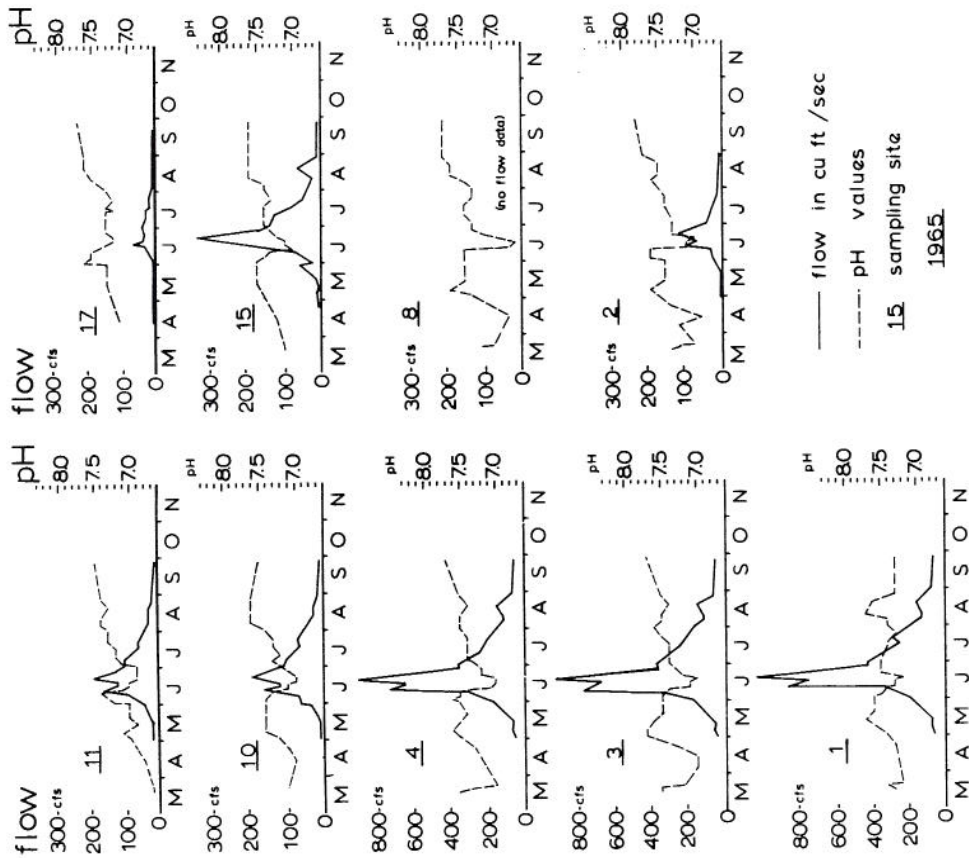 flow
pH
300-cfs
200-
100-
0
11
8.0
7.5
7.0
M A M J J A S O N
300-cfs
200-
100-
0
10
pH
8.0
7.5
7.0
M A M J J A S O N
800-cfs
600-
400-
200-
0
4
pH
8.0
7.5
7.0
M A M J J A S O N
800-cfs
600-
400-
200-
0
3
pH
8.0
7.5
7.0
M A M J J A S O N
800-cfs
600-
400-
200-
0
1
pH
8.0
7.5
7.0
M A M J J A S O N
flow
pH
300-cfs
200-
100-
0
17
8.0
7.5
7.0
M A M J J A S O N
300-cfs
200-
100-
0
15
pH
8.0
7.5
7.0
M A M J J A S O N
300-cfs
200-
100-
0
8
(no flow data)
pH
8.0
7.5
7.0
M A M J J A S O N
300-cfs
200-
100-
0
2
pH
8.0
7.5
7.0
M A M J J A S O N
flow in cu ft /sec
pH values
15 sampling site
1965